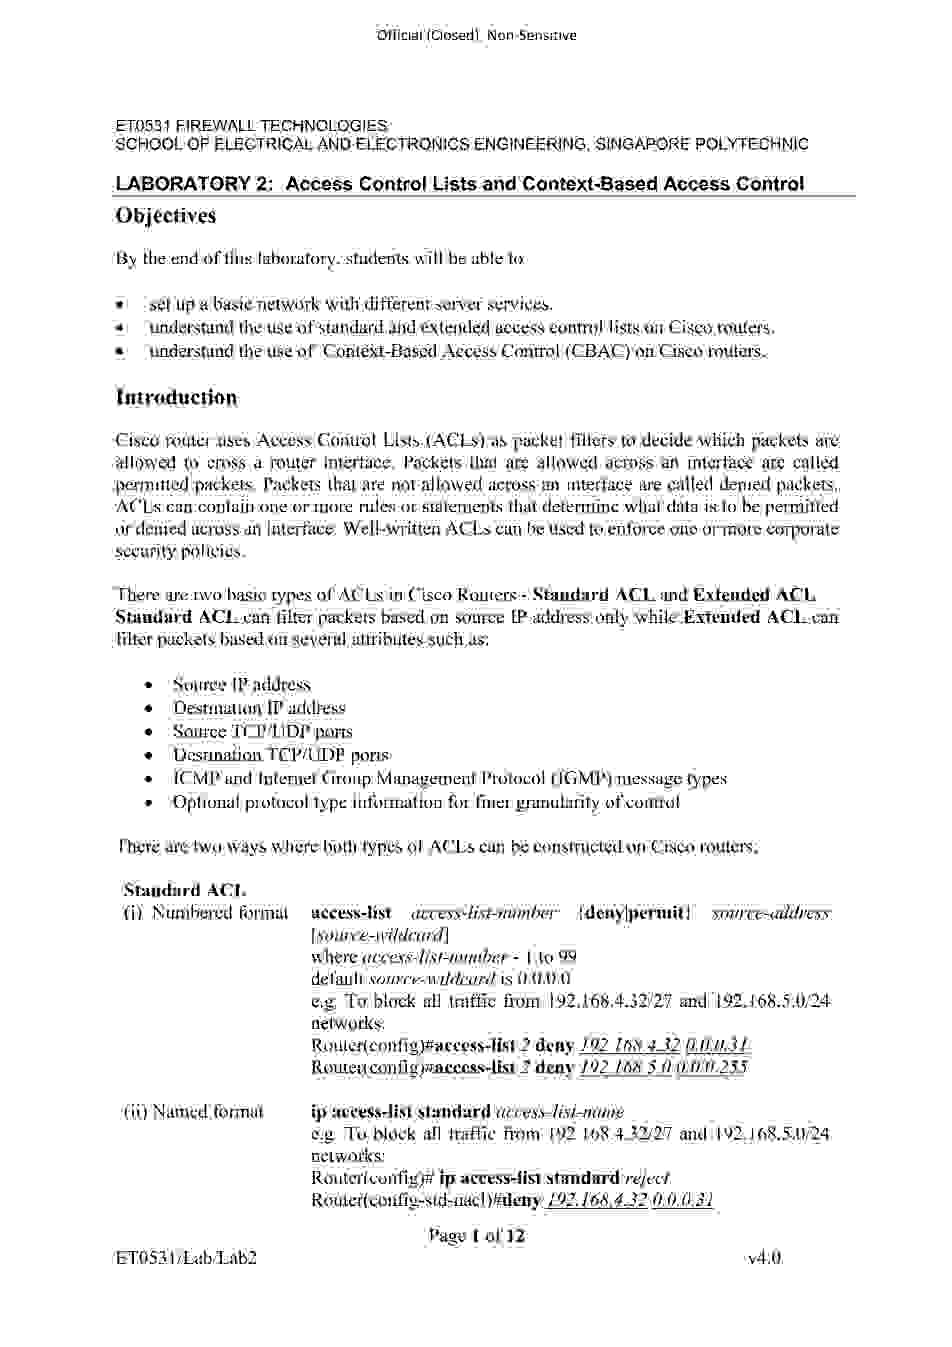 Official (Closed), Non-Sensitive
ET0531 FIREWALL TECHNOLOGIES
SCHOOL OF ELECTRICAL AND ELECTRONICS ENGINEERING, SINGAPORE POLYTECHNIC
LABORATORY 2: Access Control Lists and Context-Based Access Control
Objectives
By the end of this laboratory, students will be able to
• set up a basic network with different server services.
• understand the use of standard and extended access control lists on Cisco routers.
• understand the use of Context-Based Access Control (CBAC) on Cisco routers.
Introduction
Cisco router uses Access Control Lists (ACLs) as packet filters to decide which packets are
allowed to cross a router interface. Packets that are allowed across an interface are called
permitted packets. Packets that are not allowed across an interface are called denied packets.
ACLs can contain one or more rules or statements that determine what data is to be permitted
or denied across an interface. Well-written ACLs can be used to enforce one or more corporate
security policies.
There are two basic types of ACLs in Cisco Routers - Standard ACL and Extended ACL
Standard ACL can filter packets based on source IP address only while Extended ACL can
filter packets based on several attributes such as:
• Source IP address
• Destination IP address
• Source TCP/UDP ports
• Destination TCP/UDP ports
• ICMP and Internet Group Management Protocol (IGMP) message types
• Optional protocol type information for finer granularity of control
There are two ways where both types of ACLs can be constructed on Cisco routers:
Standard ACL
(i) Numbered format access-list access-list-number {deny|permit} source-address
[source-wildcard]
where access-list-number - 1 to 99
default source-wildcard is 0.0.0.0
e.g. To block all traffic from 192.168.4.32/27 and 192.168.5.0/24
networks:
Router(config)#access-list 2 deny 192.168.4.32 0.0.0.31
Router(config)#access-list 2 deny 192.168.5.0 0.0.0.255
(ii) Named format ip access-list standard access-list-name
e.g. To block all traffic from 192.168.4.32/27 and 192.168.5.0/24
networks:
Router(config)# ip access-list standard reject
Router(config-std-nacl)#deny 192.168.4.32 0.0.0.31
Page 1 of 12
ET0531/Lab/Lab2 v4.0